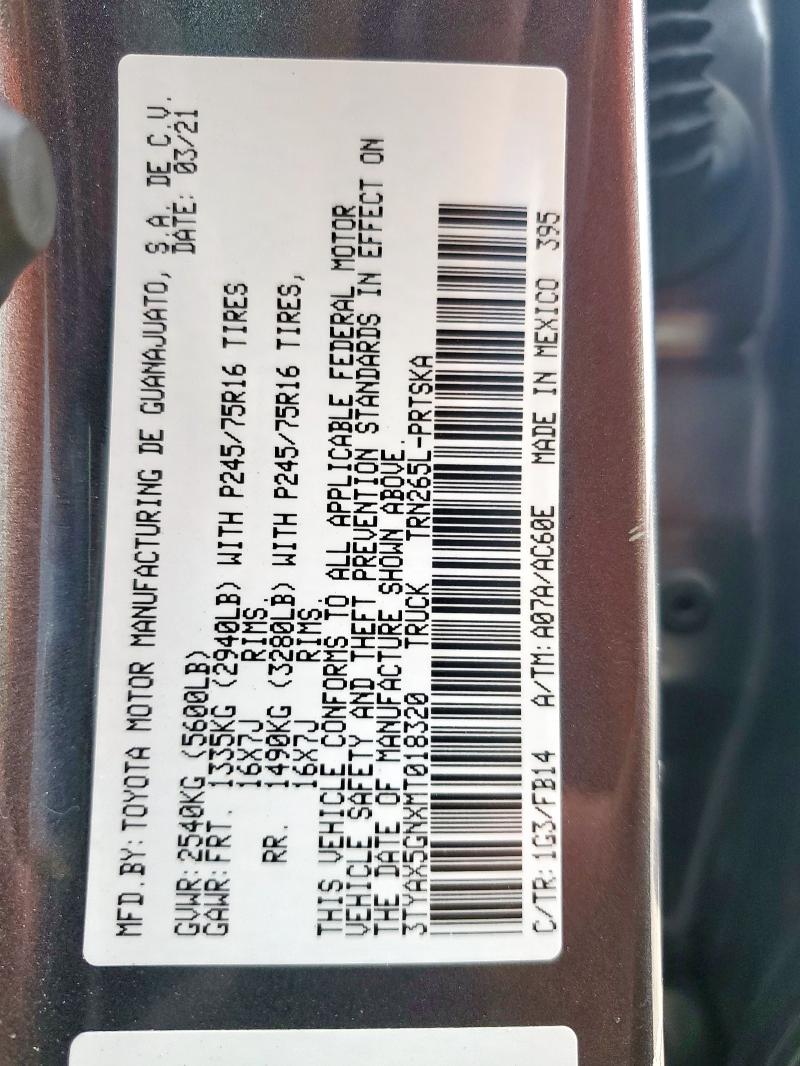 MFD.BY:TOYOTA MOTOR MANUFACTURING DE GUANAJUATO, S.A. DE C.V.
DATE: 03/21
GVWR:2540KG (5600LB)
GAWR:FRT. 1335KG (2940LB) WITH P245/75R16 TIRES
16X7J RIMS.
RR. 1490KG (3280LB) WITH P245/75R16 TIRES,
16X7J RIMS.
THIS VEHICLE CONFORMS TO ALL APPLICABLE FEDERAL MOTOR
VEHICLE SAFETY AND THEFT PREVENTION STANDARDS IN EFFECT ON
THE DATE OF MANUFACTURE SHOWN ABOVE.
3TYAX5GNXMT018320 TRUCK TRN265L-PRTSKA
C/TR:1G3/FB14 A/TM:A07A/AC60E MADE IN MEXICO 395